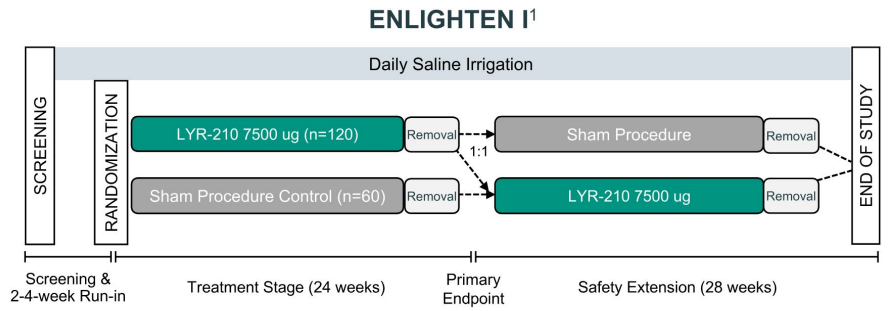 ENLIGHTEN I1
Daily Saline Irrigation
SCREENING
RANDOMIZATION
LYR-210 7500 ug (n=120)
Removal
1:1
Sham Procedure
Removal
Sham Procedure Control (n=60)
Removal
LYR-210 7500 ug
Removal
END OF STUDY
Screening &
2-4-week Run-in
Treatment Stage (24 weeks)
Primary
Endpoint
Safety Extension (28 weeks)